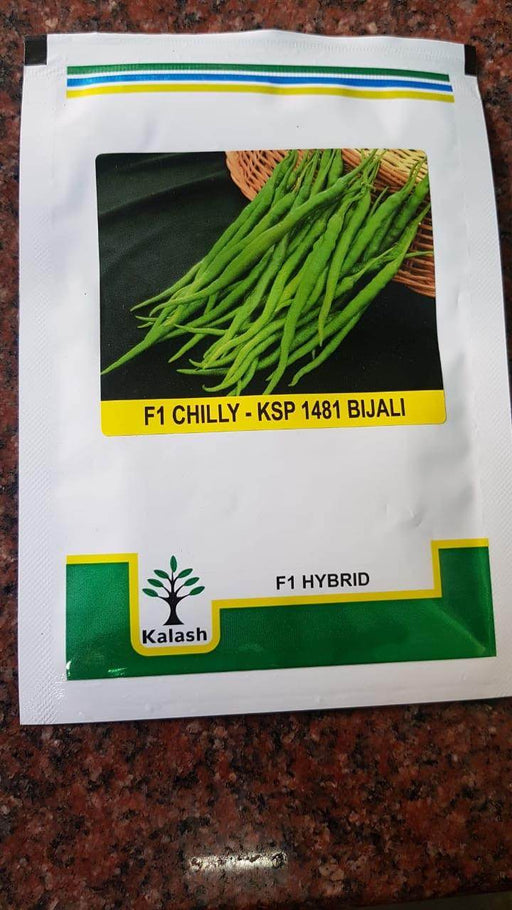 F1 CHILLY - KSP 1481 BIJALI
F1 HYBRID
Kalash